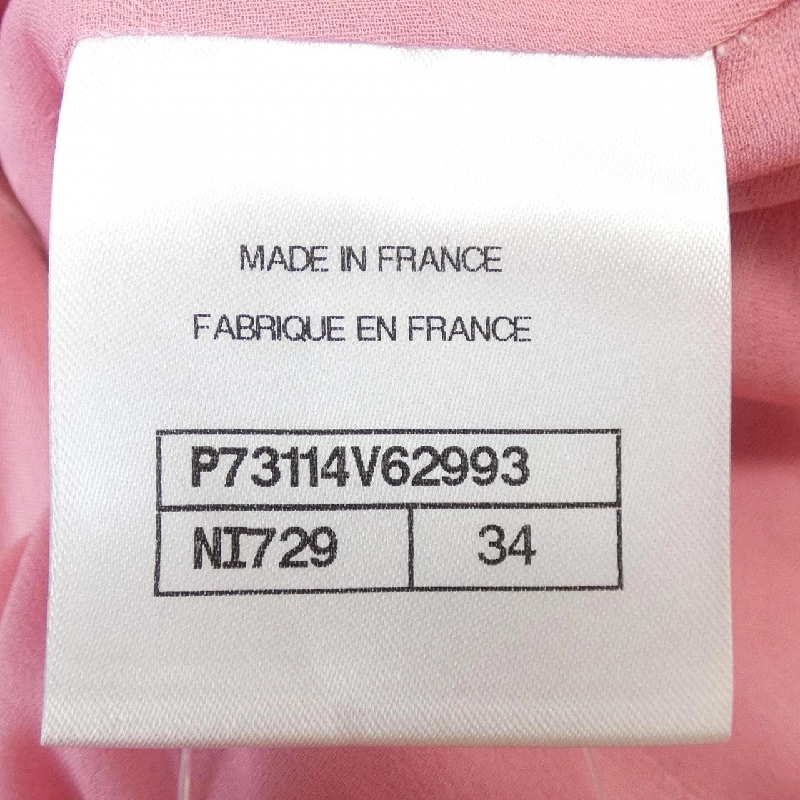 MADE IN FRANCE
FABRIQUE EN FRANCE
P73114V62993
NI729 34